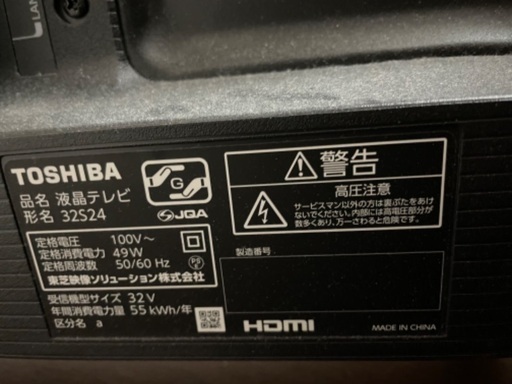 LAN
TOSHIBA
品名 液晶テレビ
形名 32S24
G
JQA
定格電圧 100V~
定格消費電力 49W
定格周波数 50/60 Hz
PS
E
東芝映像ソリューション株式会社
受信機型サイズ 32V
年間消費電力量 55 kWh/年
区分名 a
警告
高圧注意
サービスマン以外の方は裏ぶたをあけ
ないでください。内部には高電圧部分が
数多くあり、万一さわると危険です。
製造番号
HDMI
MADE IN CHINA